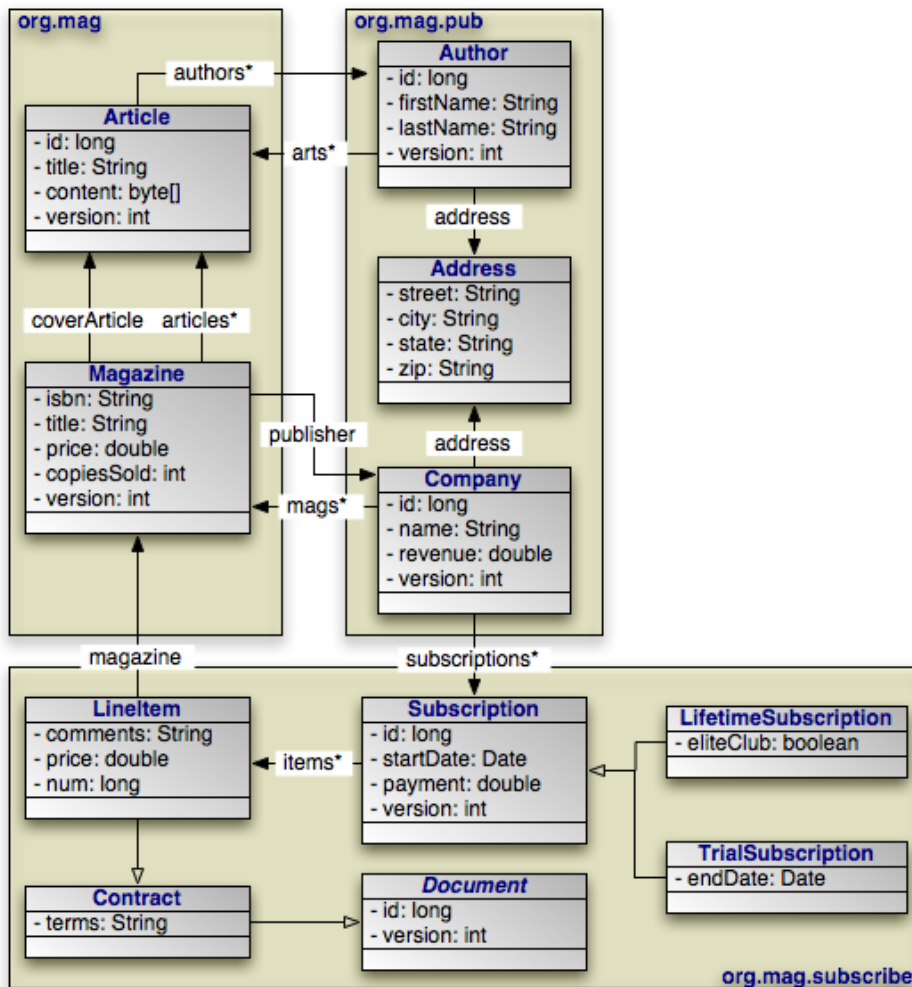 org.mag
org.mag.pub
authors*
Author
- id: long
- firstName: String
- lastName: String
- version: int
Article
- id: long
- title: String
- content: byte[]
- version: int
arts*
address
Address
- street: String
- city: String
- state: String
- zip: String
coverArticle
articles*
Magazine
- isbn: String
- title: String
- price: double
- copiesSold: int
- version: int
publisher
address
Company
- id: long
- name: String
- revenue: double
- version: int
mags*
magazine
subscriptions*
LineItem
- comments: String
- price: double
- num: long
items*
Subscription
- id: long
- startDate: Date
- payment: double
- version: int
LifetimeSubscription
- eliteClub: boolean
TrialSubscription
- endDate: Date
Contract
- terms: String
Document
- id: long
- version: int
org.mag.subscribe